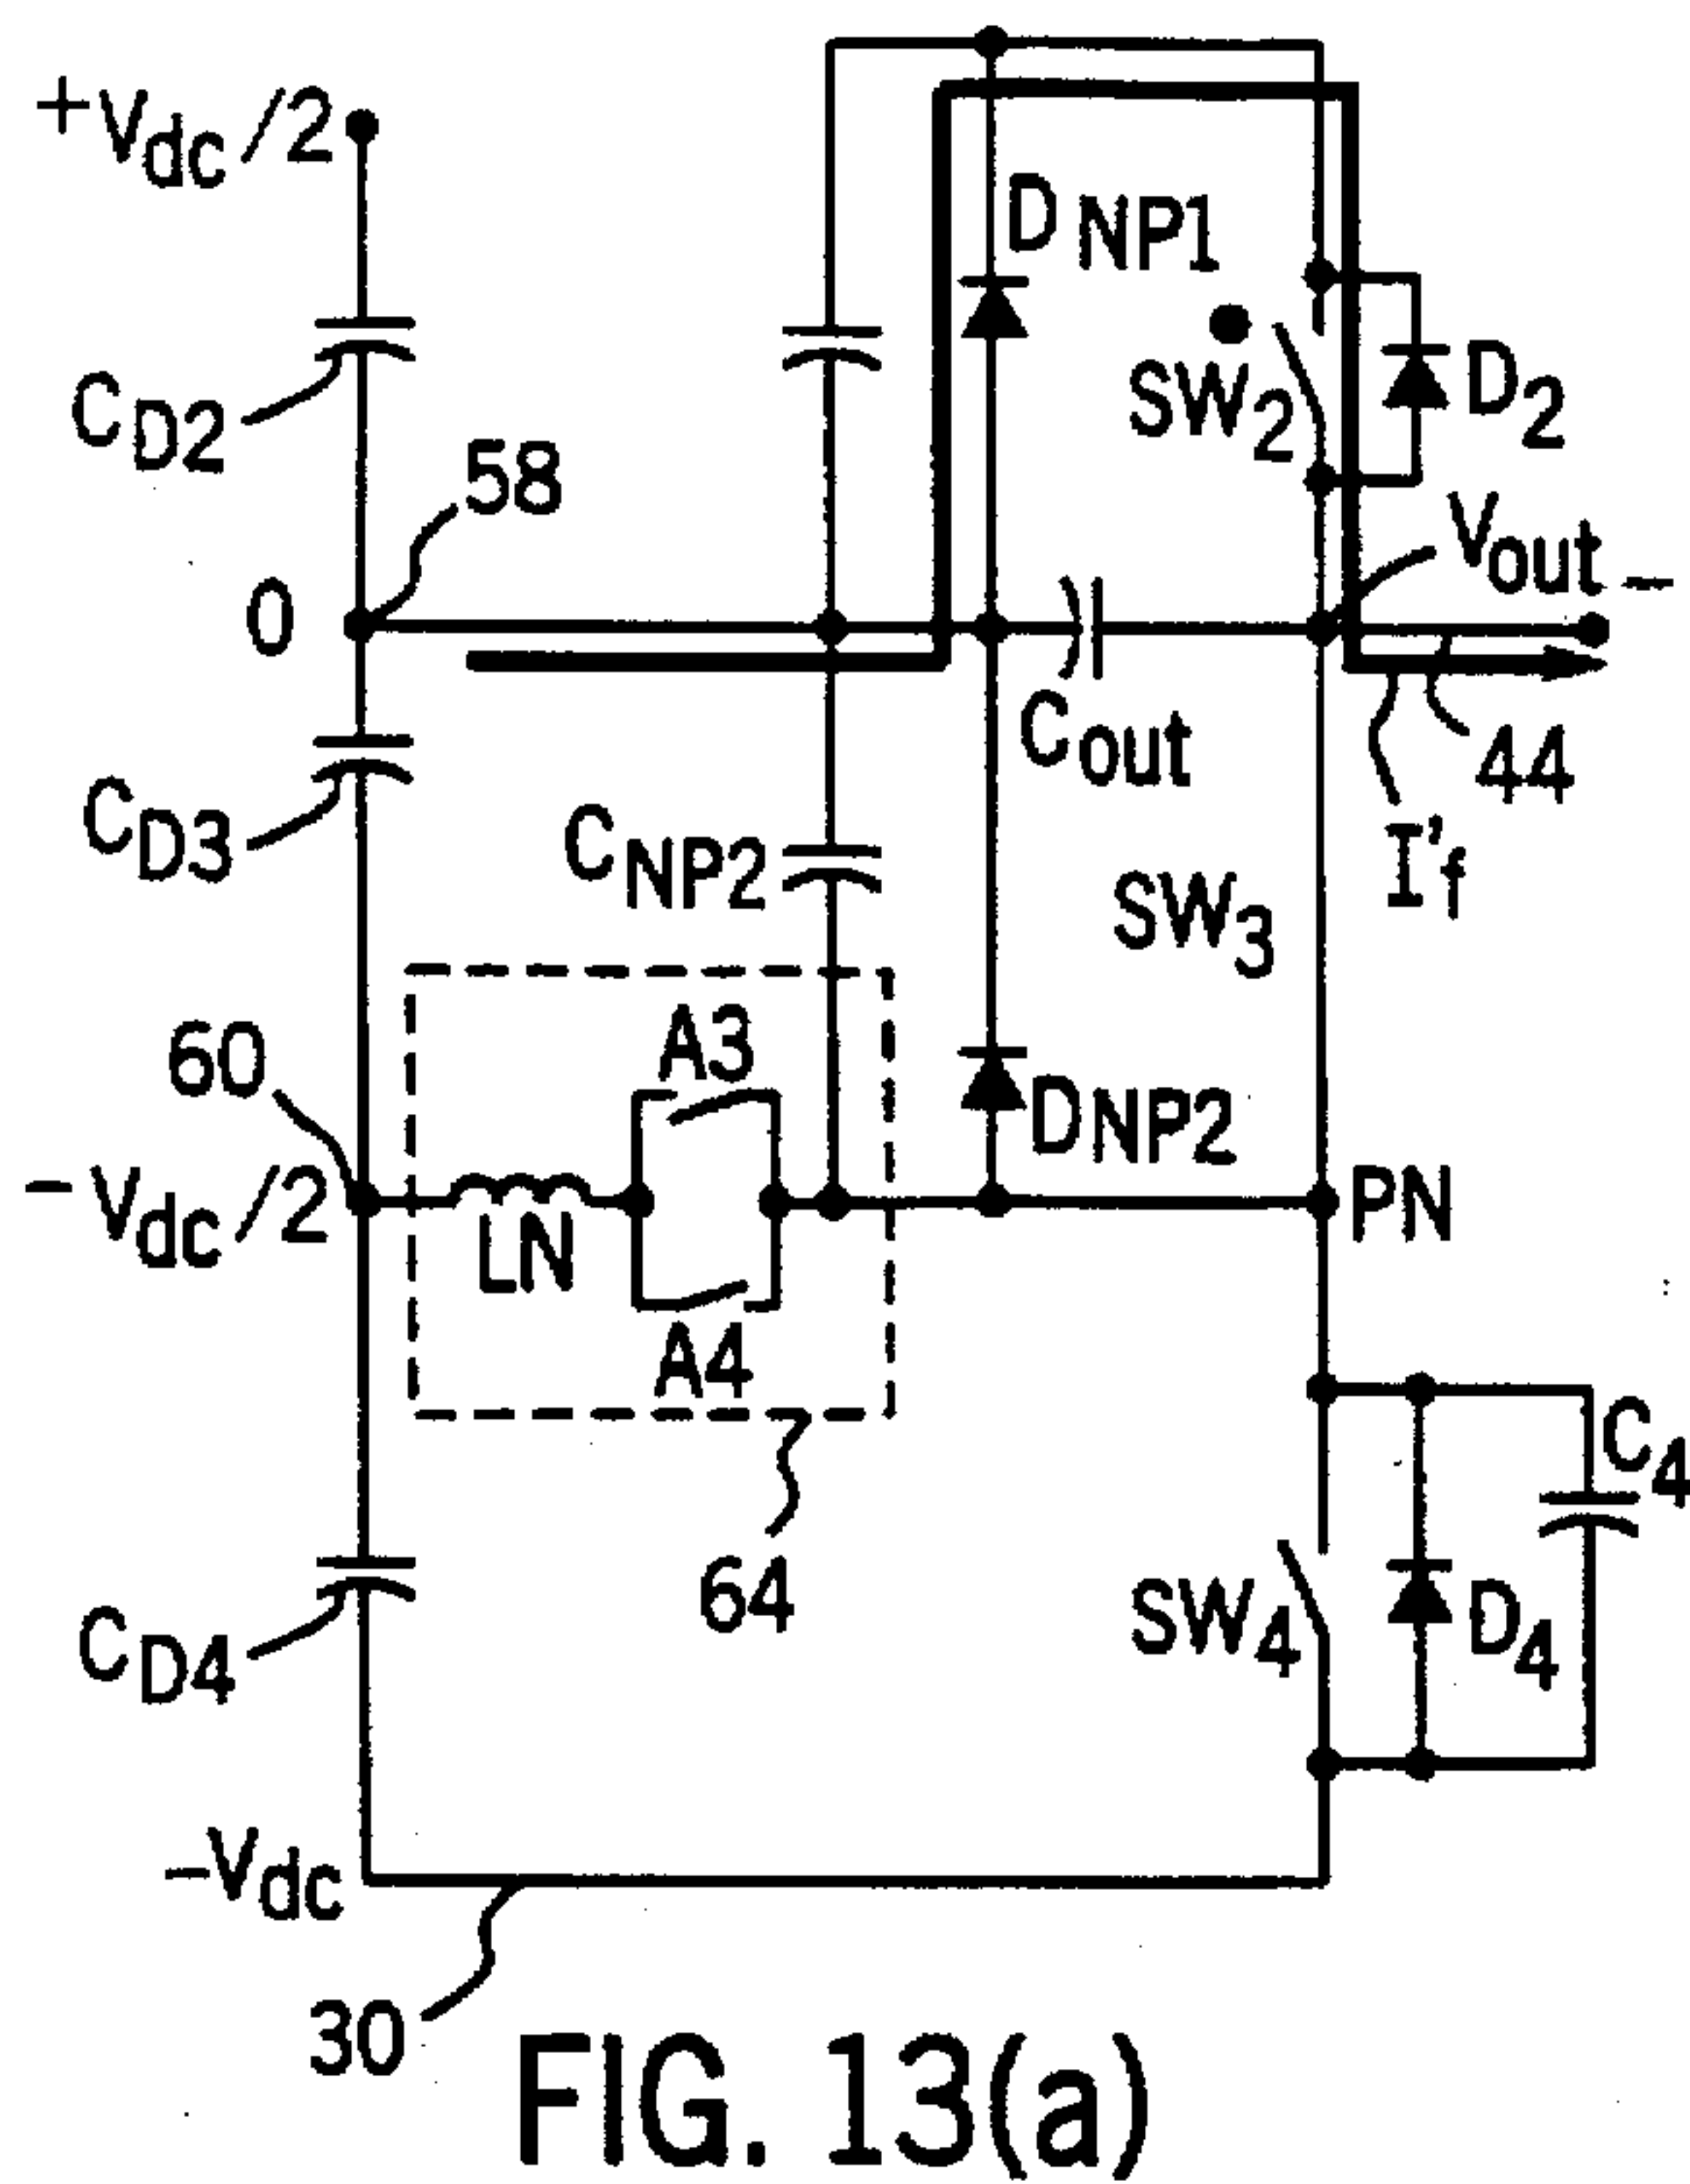 +Vdc/2
DNP1
CD2
SW2
D2
58
Vout-
0
Cout
44
CD3
CNP2
I'f
SW3
60
A3
DNP2
-Vdc/2
LN
PN
A4
C4
64
SW4
D4
CD4
-Vdc
30
FIG. 13(a)